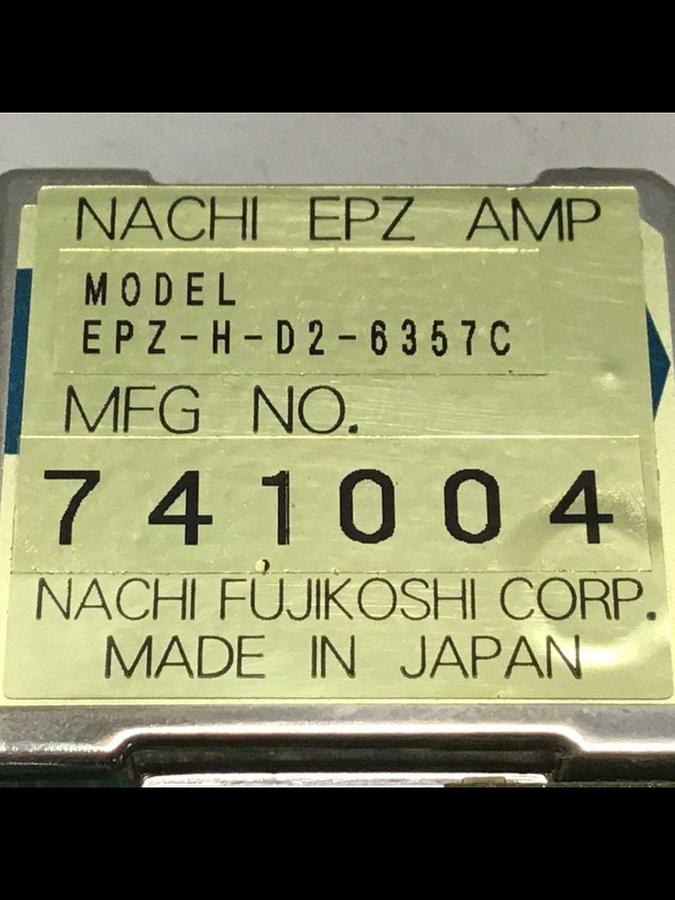 NACHI EPZ AMP
MODEL
EPZ-H-D2-6357C
MFG NO.
741004
NACHI FUJIKOSHI CORP.
MADE IN JAPAN